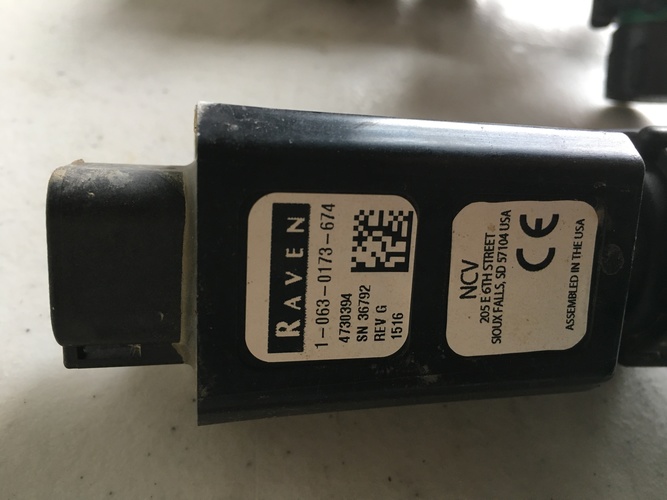 RAVEN
1-063-0173-674
4730394
SN 36792
REV G
1516
NCV
205 E 6TH STREET
SIOUX FALLS, SD 57104 USA
CE
ASSEMBLED IN THE USA